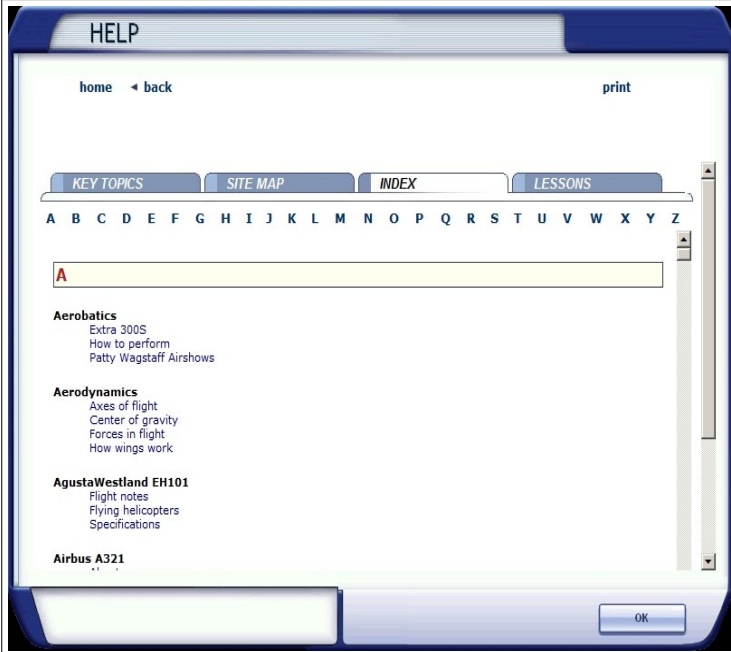 HELP
home ◄ back print
KEY TOPICS SITE MAP INDEX LESSONS
A B C D E F G H I J K L M N O P Q R S T U V W X Y Z
A
Aerobatics
Extra 300S
How to perform
Patty Wagstaff Airshows
Aerodynamics
Axes of flight
Center of gravity
Forces in flight
How wings work
AgustaWestland EH101
Flight notes
Flying helicopters
Specifications
Airbus A321
OK